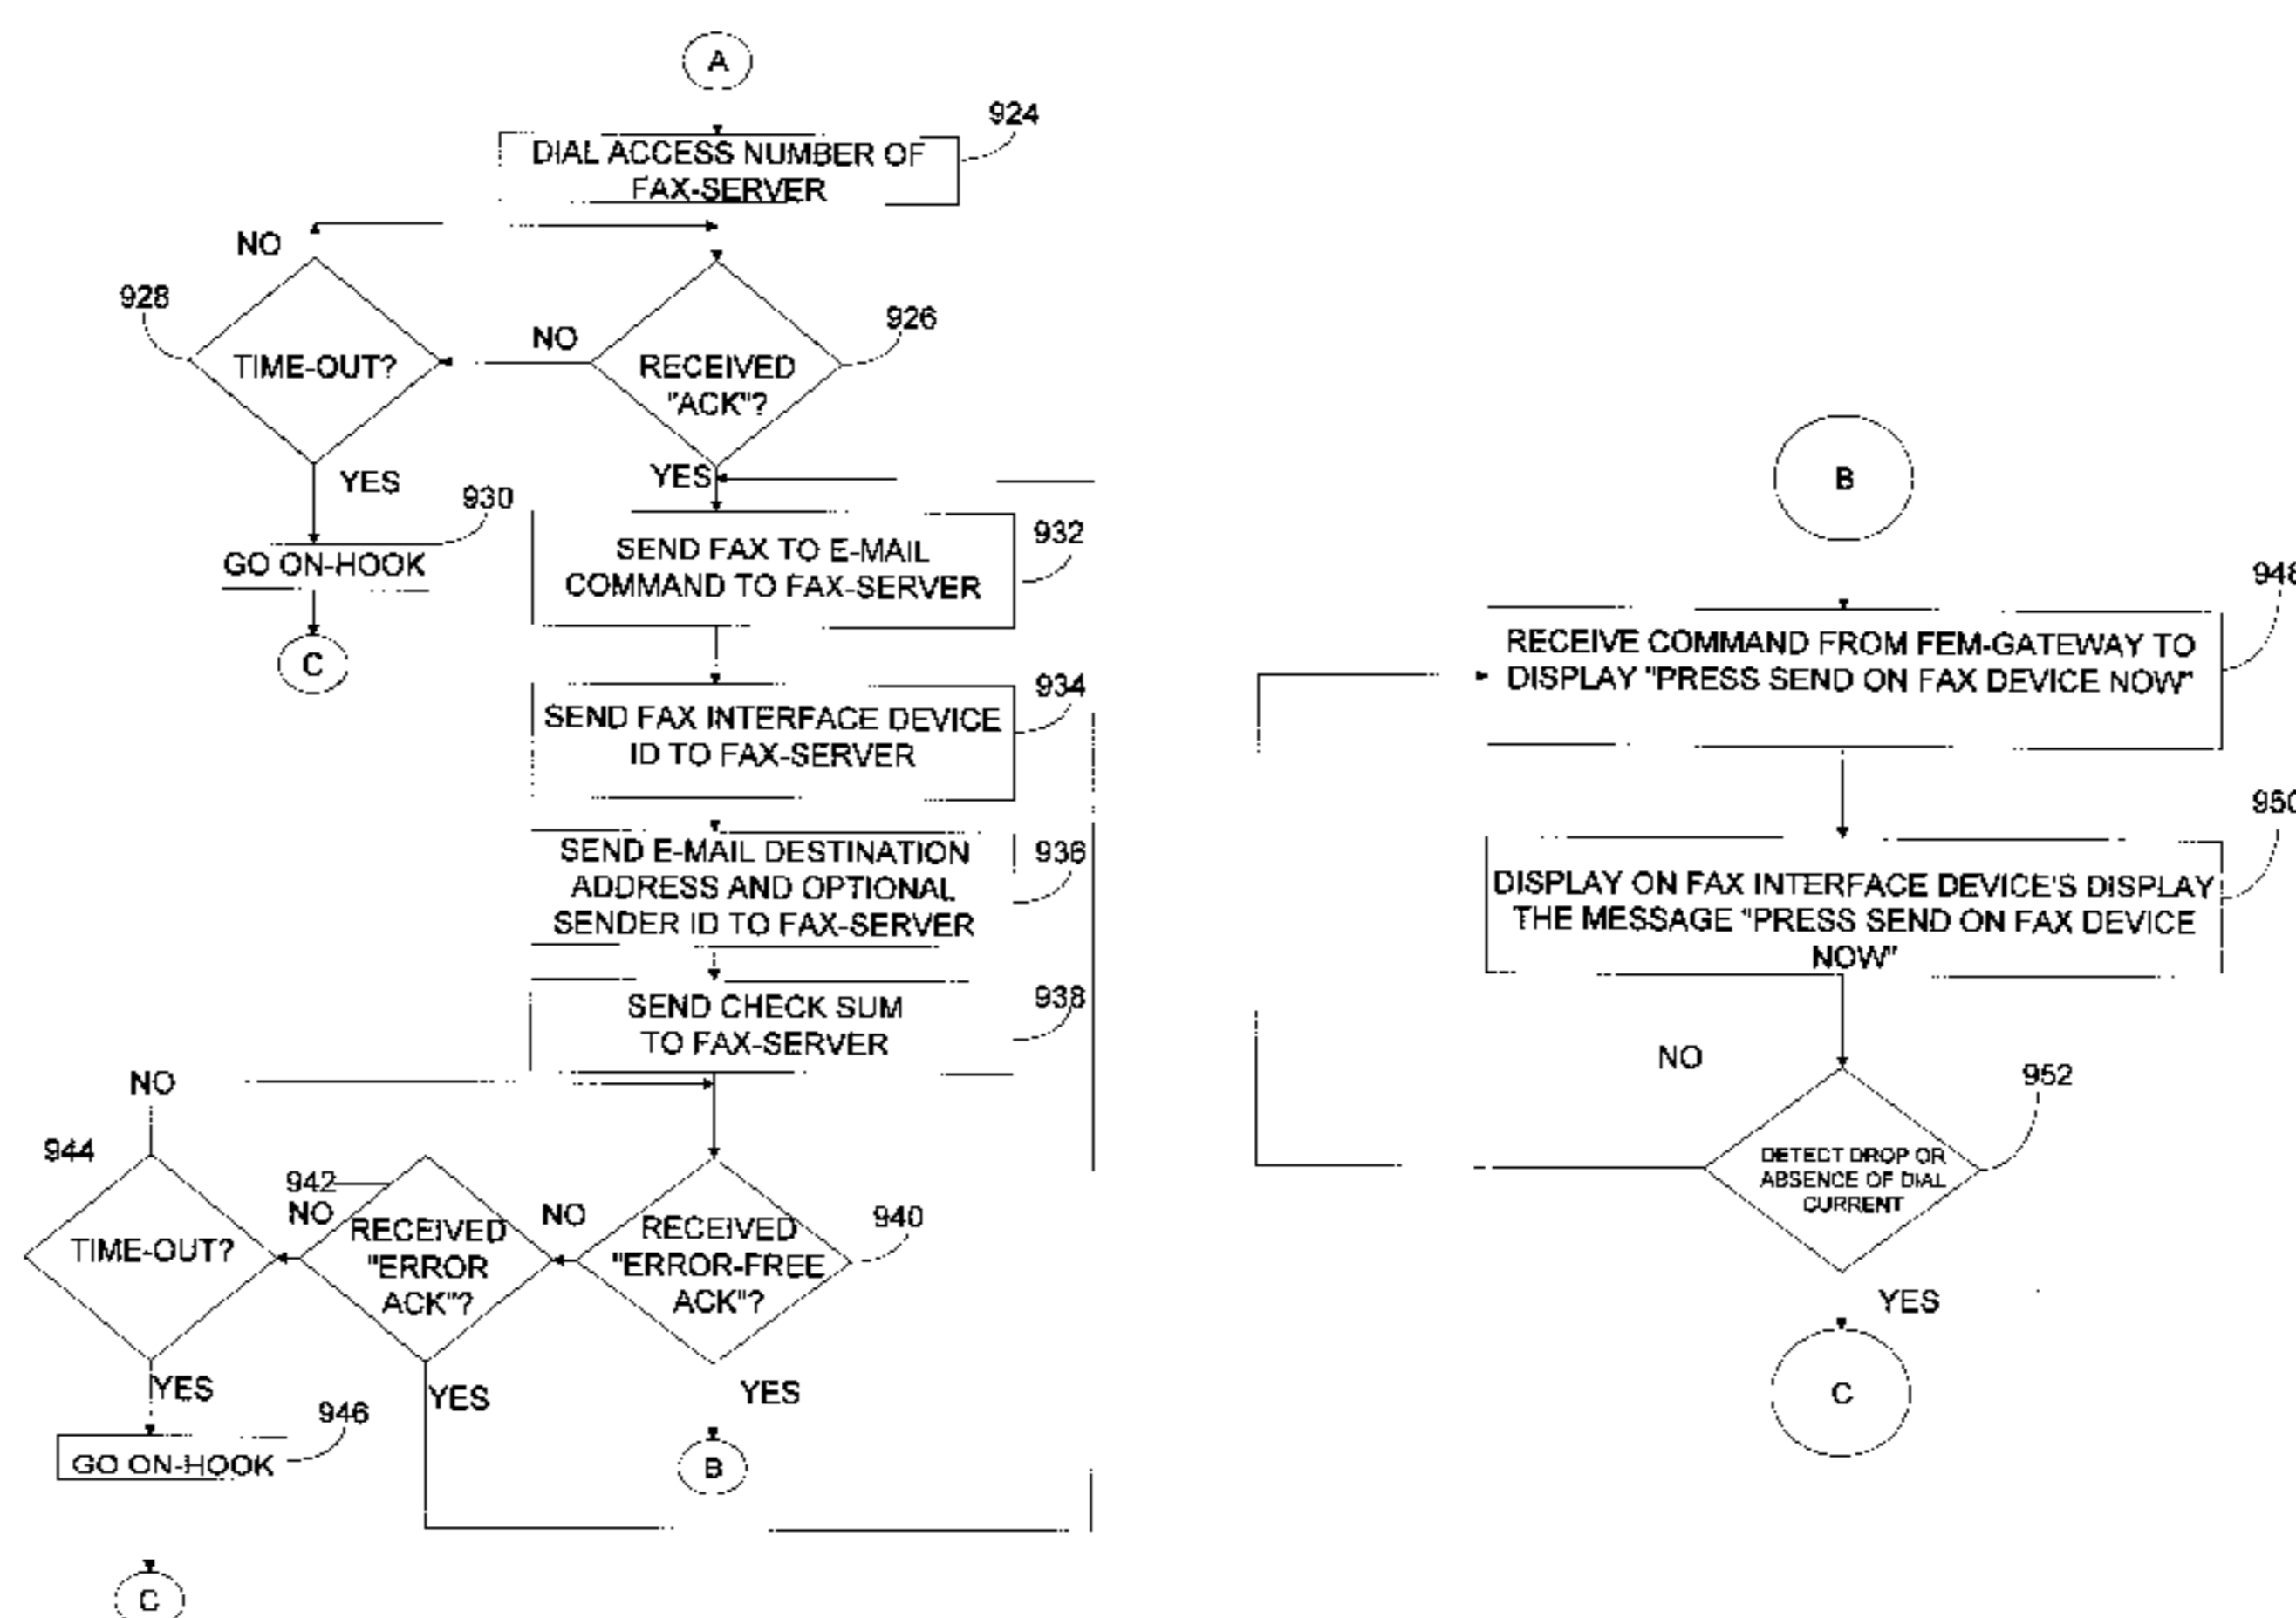 A
924
DIAL ACCESS NUMBER OF
FAX-SERVER
NO
928
TIME-OUT?
NO
926
RECEIVED
"ACK"?
YES
YES
930
GO ON-HOOK
C
932
SEND FAX TO E-MAIL
COMMAND TO FAX-SERVER
934
SEND FAX INTERFACE DEVICE
ID TO FAX-SERVER
936
SEND E-MAIL DESTINATION
ADDRESS AND OPTIONAL
SENDER ID TO FAX-SERVER
938
SEND CHECK SUM
TO FAX-SERVER
NO
944
TIME-OUT?
942
NO
RECEIVED
"ERROR
ACK"?
NO
940
RECEIVED
"ERROR-FREE
ACK"?
YES
YES
YES
946
GO ON-HOOK
B
C
B
948
RECEIVE COMMAND FROM FEM-GATEWAY TO
DISPLAY "PRESS SEND ON FAX DEVICE NOW"
950
DISPLAY ON FAX INTERFACE DEVICE'S DISPLAY
THE MESSAGE "PRESS SEND ON FAX DEVICE
NOW"
NO
952
DETECT DROP OR
ABSENCE OF DIAL
CURRENT
YES
C